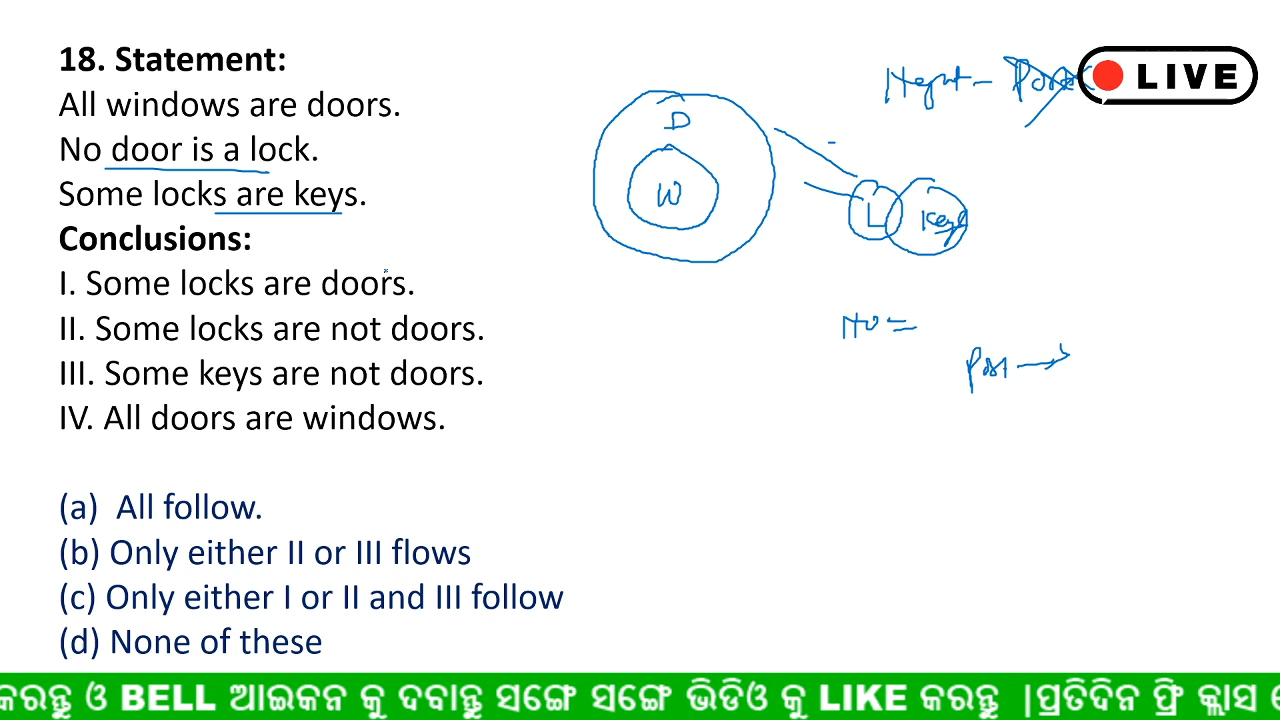 18. Statement:
All windows are doors.
No door is a lock.
Some locks are keys.
Conclusions:
I. Some locks are doors.
II. Some locks are not doors.
III. Some keys are not doors.
IV. All doors are windows.
(a) All follow.
(b) Only either II or III flows
(c) Only either I or II and III follow
(d) None of these
LIVE
D
W
L
Keys
No =
କରନ୍ତୁ ଓ BELL ଆଇକନ କୁ ଦବାନ୍ତୁ ସଙ୍ଗେ ସଙ୍ଗେ ଭିଡିଓ କୁ LIKE କରନ୍ତୁ |ପ୍ରତିଦିନ ଫ୍ରି କ୍ଲାସ